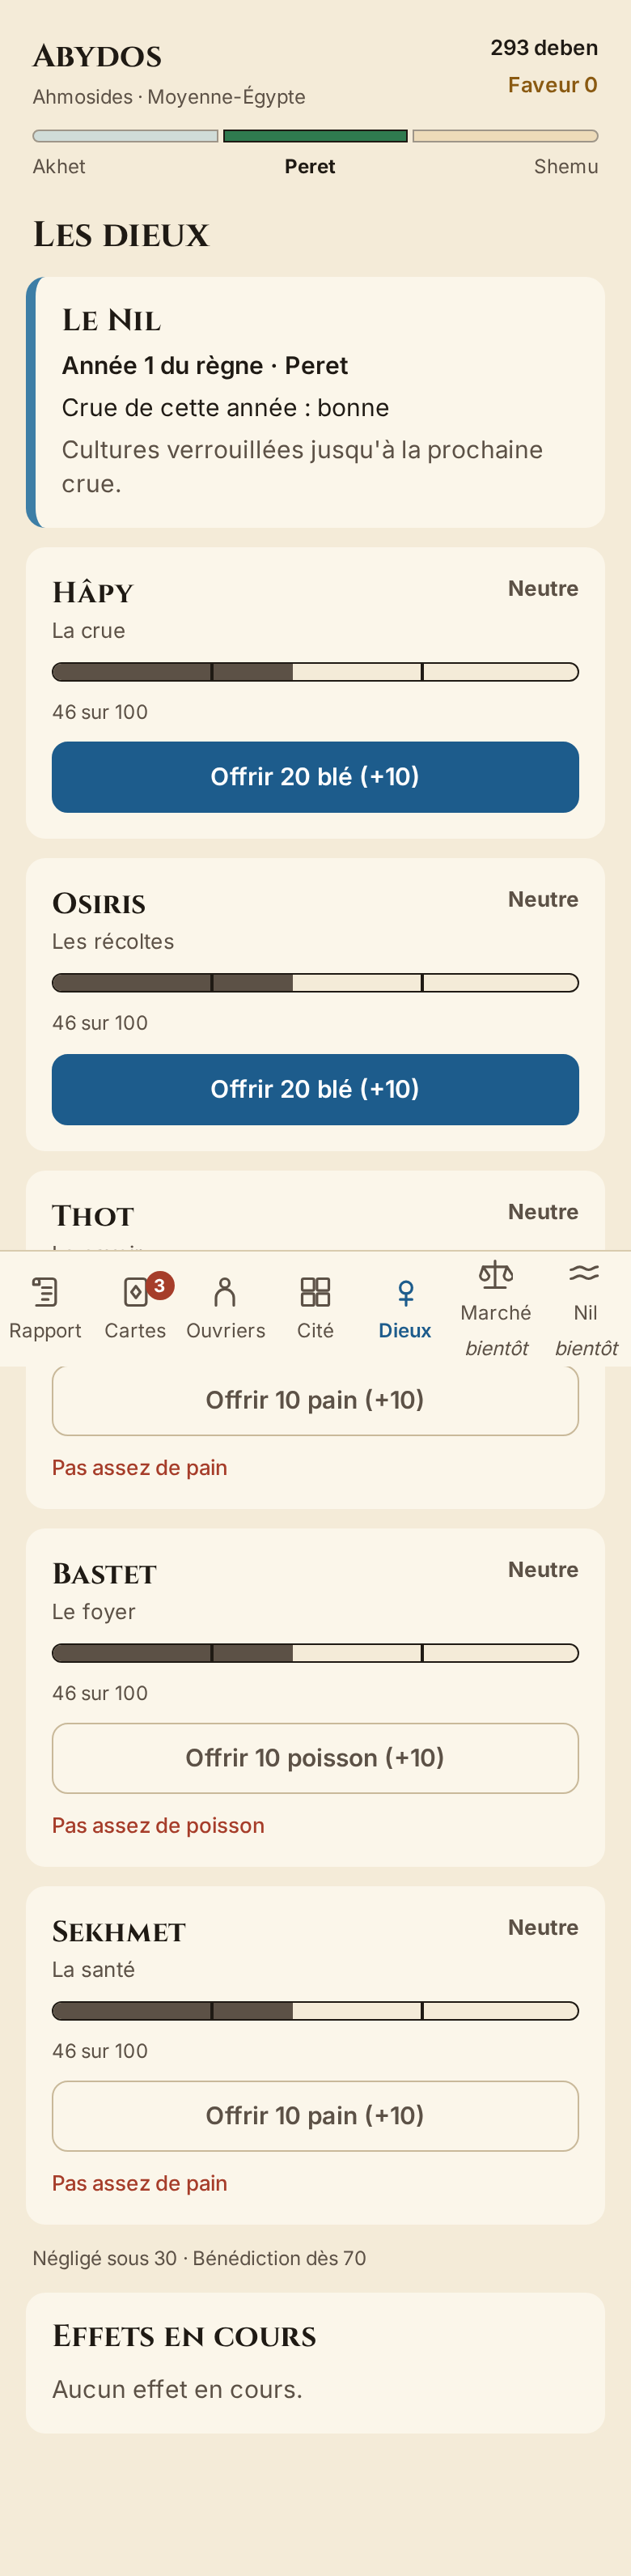 Abydos
293 deben
Ahmosides · Moyenne-Égypte
Faveur 0
Akhet
Peret
Shemu
Les dieux
Le Nil
Année 1 du règne · Peret
Crue de cette année : bonne
Cultures verrouillées jusqu'à la prochaine
crue.
Hâpy
Neutre
La crue
46 sur 100
Offrir 20 blé (+10)
Osiris
Neutre
Les récoltes
46 sur 100
Offrir 20 blé (+10)
Thot
Neutre
3
Rapport
Cartes
Ouvriers
Cité
Dieux
Marché
bientôt
Nil
bientôt
Offrir 10 pain (+10)
Pas assez de pain
Bastet
Neutre
Le foyer
46 sur 100
Offrir 10 poisson (+10)
Pas assez de poisson
Sekhmet
Neutre
La santé
46 sur 100
Offrir 10 pain (+10)
Pas assez de pain
Négligé sous 30 · Bénédiction dès 70
Effets en cours
Aucun effet en cours.